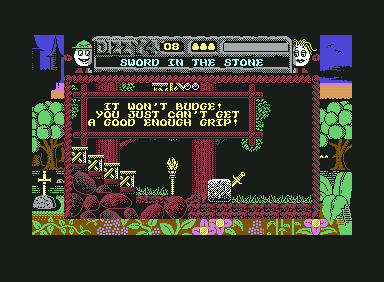 DIZZY 08
SWORD IN THE STONE
IT WON'T BUDGE!
YOU JUST CAN'T GET
A GOOD ENOUGH GRIP!